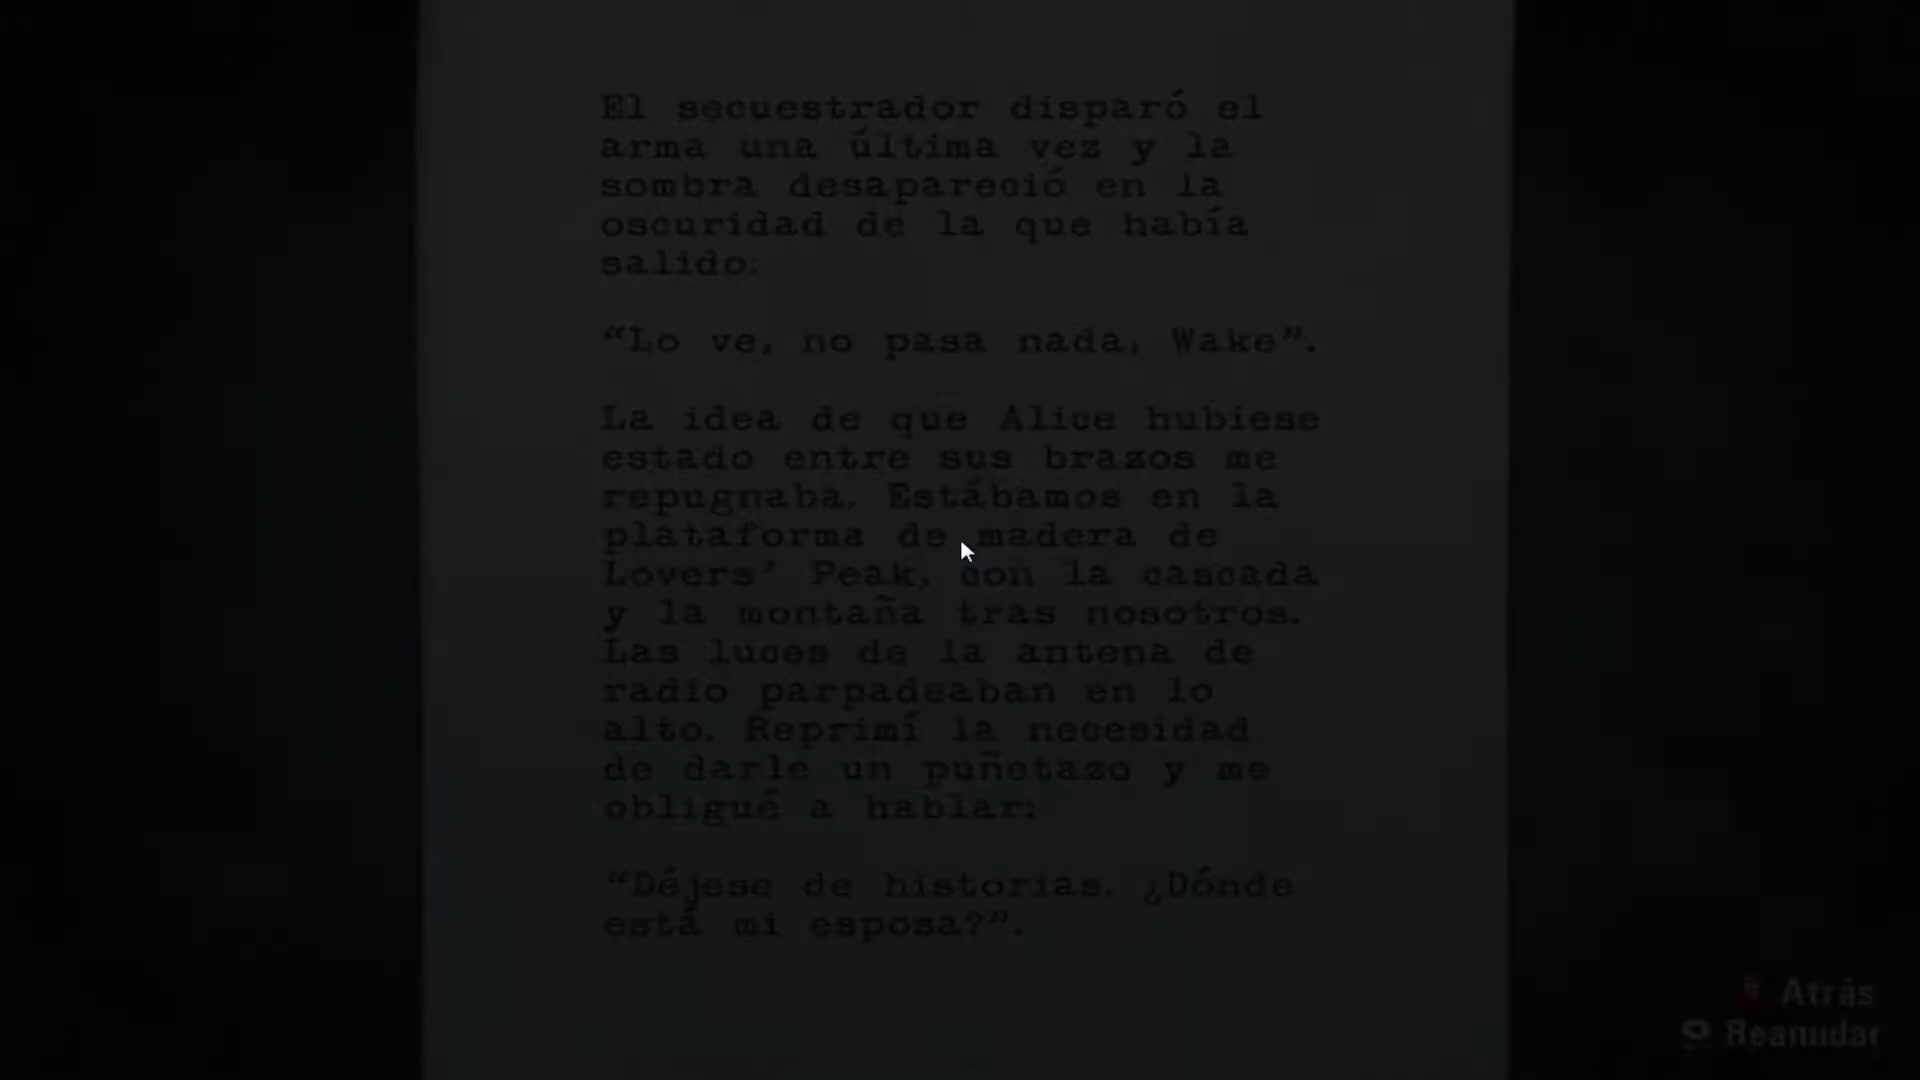 El secuestrador disparó el
arma una última vez y la
sombra desapareció en la
oscuridad de la que había
salido.
“Lo ve, no pasa nada, Wake”.
La idea de que Alice hubiese
estado entre sus brazos me
repugnaba. Estábamos en la
plataforma de madera de
Lovers’ Peak, con la cascada
y la montaña tras nosotros.
Las luces de la antena de
radio parpadeaban en lo
alto. Reprimí la necesidad
de darle un puñetazo y me
obligué a hablar:
“Déjese de historias. ¿Dónde
está mi esposa?”.
Atrás
Reanudar